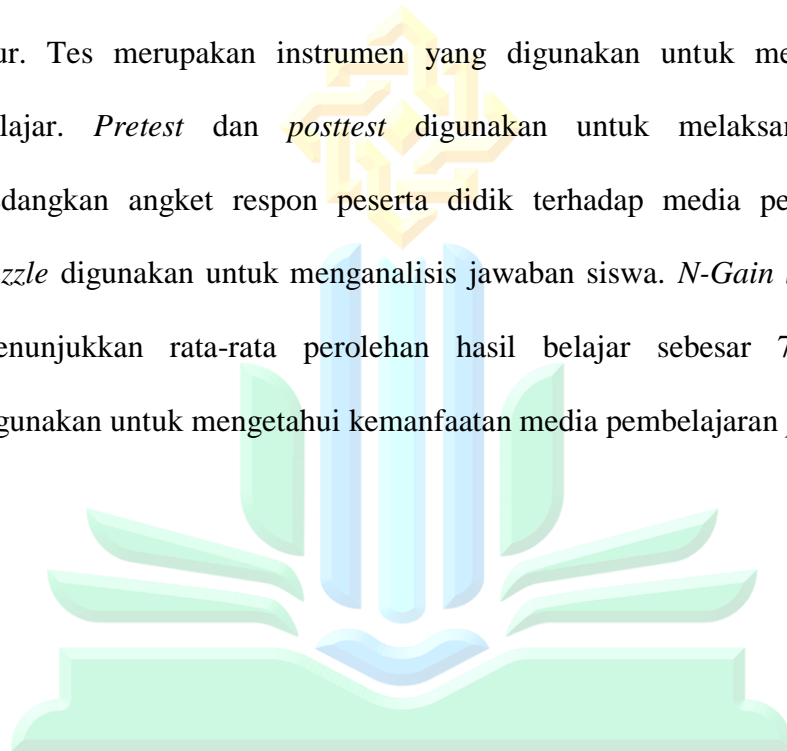 ur. Tes merupakan instrumen yang digunakan untuk me
lajar. Pretest dan posttest digunakan untuk melaksar
dangkan angket respon peserta didik terhadap media pe
zzle digunakan untuk menganalisis jawaban siswa. N-Gain
enunjukkan rata-rata perolehan hasil belajar sebesar 7
gunakan untuk mengetahui kemanfaatan media pembelajaran